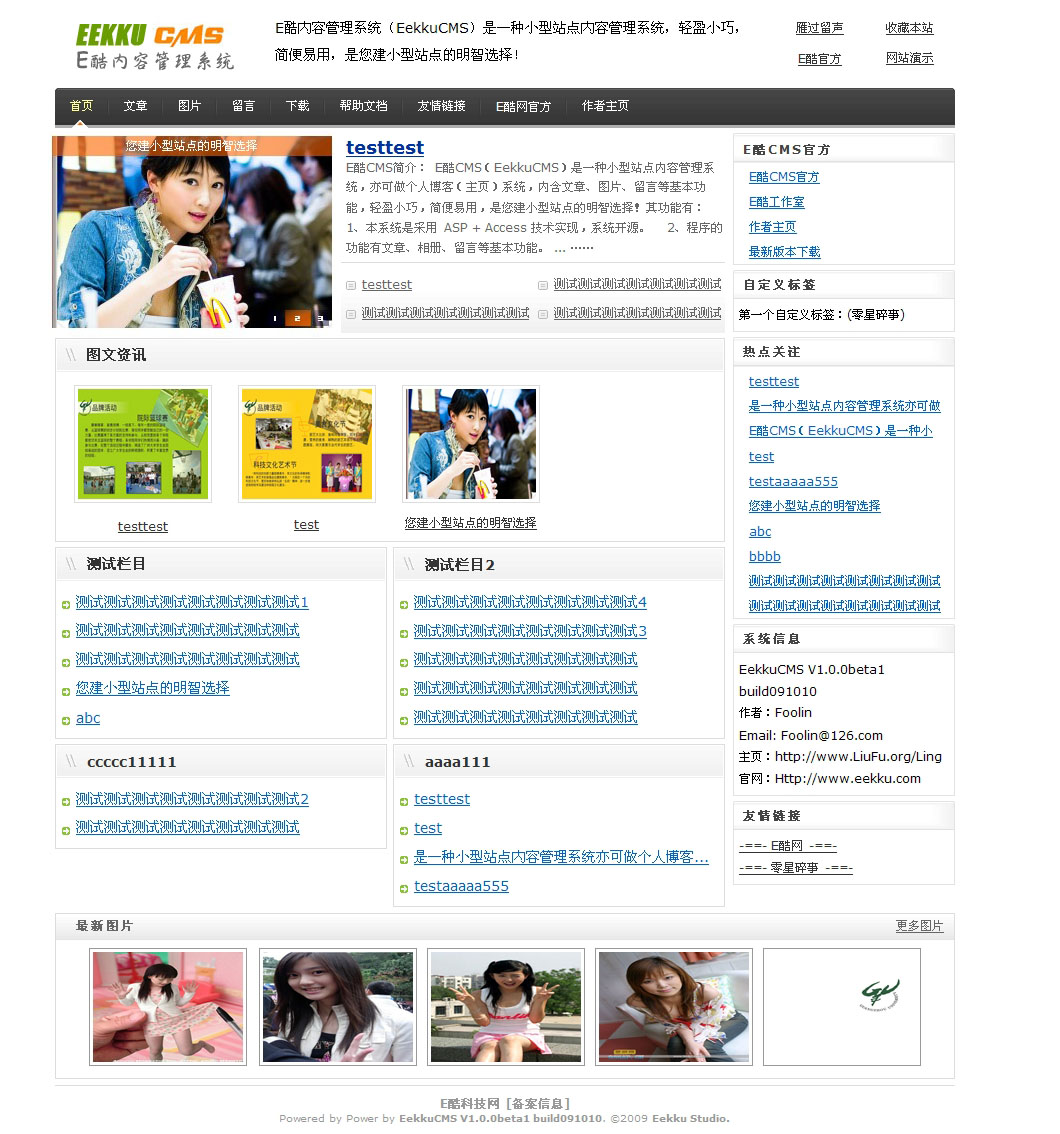 EEKKU CMS
E酷内容管理系统
E酷内容管理系统（EekkuCMS）是一种小型站点内容管理系统，轻盈小巧，
简便易用，是您建小型站点的明智选择！
雁过留声 收藏本站
E酷官方 网站演示
首页 文章 图片 留言 下载 帮助文档 友情链接 E酷网官方 作者主页
您建小型站点的明智选择
1 2 3
testtest
E酷CMS简介： E酷CMS（EekkuCMS）是一种小型站点内容管理系
统，亦可做个人博客（主页）系统，内含文章、图片、留言等基本功
能，轻盈小巧，简便易用，是您建小型站点的明智选择！其功能有：
1、本系统是采用 ASP + Access 技术实现，系统开源。 2、程序的
功能有文章、相册、留言等基本功能。 ... ······
testtest 测试测试测试测试测试测试测试
测试测试测试测试测试测试测试 测试测试测试测试测试测试测试
图文资讯
品牌活动
院际篮球赛
品牌活动
科技文化艺术节
testtest test 您建小型站点的明智选择
测试栏目
测试测试测试测试测试测试测试测试1
测试测试测试测试测试测试测试测试
测试测试测试测试测试测试测试测试
您建小型站点的明智选择
abc
测试栏目2
测试测试测试测试测试测试测试测试4
测试测试测试测试测试测试测试测试3
测试测试测试测试测试测试测试测试
测试测试测试测试测试测试测试测试
测试测试测试测试测试测试测试测试
ccccc11111
测试测试测试测试测试测试测试测试2
测试测试测试测试测试测试测试测试
aaaa111
testtest
test
是一种小型站点内容管理系统亦可做个人博客...
testaaaaa555
E酷CMS官方
E酷CMS官方
E酷工作室
作者主页
最新版本下载
自定义标签
第一个自定义标签：(零星碎亊)
热点关注
testtest
是一种小型站点内容管理系统亦可做
E酷CMS（EekkuCMS）是一种小
test
testaaaaa555
您建小型站点的明智选择
abc
bbbb
测试测试测试测试测试测试测试测试
测试测试测试测试测试测试测试测试
系统信息
EekkuCMS V1.0.0beta1
build091010
作者：Foolin
Email: Foolin@126.com
主页：http://www.LiuFu.org/Ling
官网：Http://www.eekku.com
友情链接
-==- E酷网 -==-
-==- 零星碎亊 -==-
最新图片 更多图片
E酷科技网 [备案信息]
Powered by Power by EekkuCMS V1.0.0beta1 build091010. ©2009 Eekku Studio.